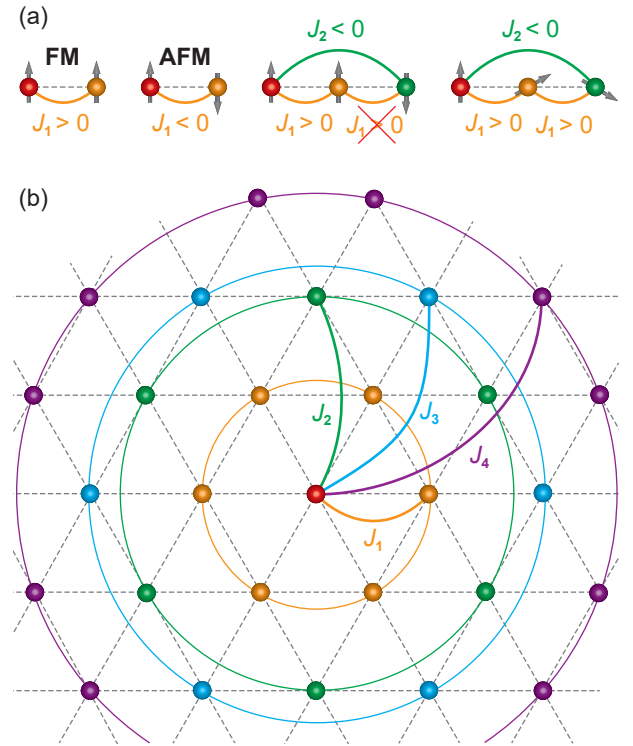 (a)
FM AFM J₂ < 0 J₂ < 0
J₁ > 0 J₁ < 0 J₁ > 0 J₁ > 0 J₁ > 0 J₁ > 0
(b)
J₂ J₃
J₄
J₁